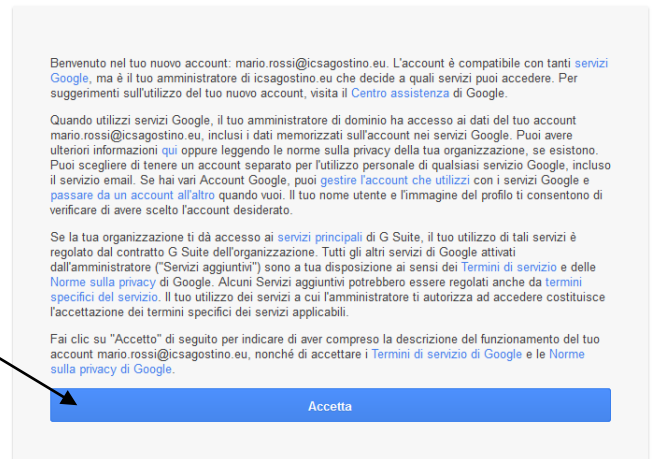 Benvenuto nel tuo nuovo account: mario.rossi@icsagostino.eu. L'account è compatibile con tanti servizi
Google, ma è il tuo amministratore di icsagostino.eu che decide a quali servizi puoi accedere. Per
suggerimenti sull'utilizzo del tuo nuovo account, visita il Centro assistenza di Google.
Quando utilizzi servizi Google, il tuo amministratore di dominio ha accesso ai dati del tuo account
mario.rossi@icsagostino.eu, inclusi i dati memorizzati sull'account nei servizi Google. Puoi avere
ulteriori informazioni qui oppure leggendo le norme sulla privacy della tua organizzazione, se esistono.
Puoi scegliere di tenere un account separato per l'utilizzo personale di qualsiasi servizio Google, incluso
il servizio email. Se hai vari Account Google, puoi gestire l'account che utilizzi con i servizi Google e
passare da un account all'altro quando vuoi. Il tuo nome utente e l'immagine del profilo ti consentono di
verificare di avere scelto l'account desiderato.
Se la tua organizzazione ti dà accesso ai servizi principali di G Suite, il tuo utilizzo di tali servizi è
regolato dal contratto G Suite dell'organizzazione. Tutti gli altri servizi di Google attivati
dall'amministratore ("Servizi aggiuntivi") sono a tua disposizione ai sensi dei Termini di servizio e delle
Norme sulla privacy di Google. Alcuni Servizi aggiuntivi potrebbero essere regolati anche da termini
specifici del servizio. Il tuo utilizzo dei servizi a cui l'amministratore ti autorizza ad accedere costituisce
l'accettazione dei termini specifici dei servizi applicabili.
Fai clic su "Accetto" di seguito per indicare di aver compreso la descrizione del funzionamento del tuo
account mario.rossi@icsagostino.eu, nonché di accettare i Termini di servizio di Google e le Norme
sulla privacy di Google.
Accetta